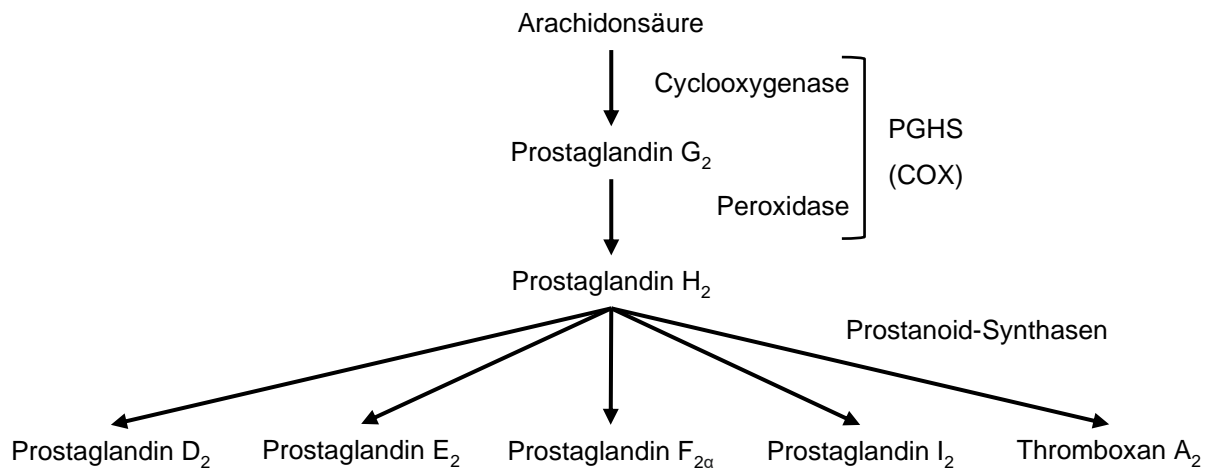 Arachidonsäure
Cyclooxygenase
PGHS
(COX)
Prostaglandin G₂
Peroxidase
Prostaglandin H₂
Prostanoid-Synthasen
Prostaglandin D₂
Prostaglandin E₂
Prostaglandin F₂α
Prostaglandin I₂
Thromboxan A₂